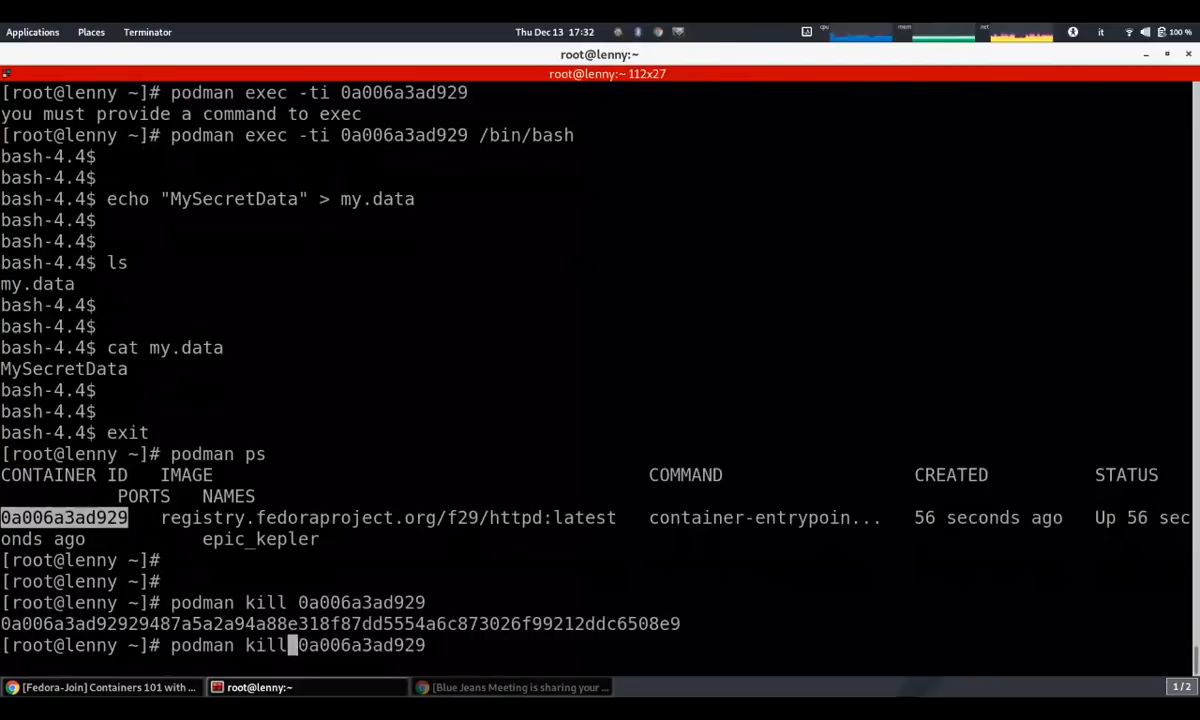 Applications Places Terminator Thu Dec 13 17:32 cpu mem net it 100 %
root@lenny:~
root@lenny:~ 112x27
[root@lenny ~]# podman exec -ti 0a006a3ad929
you must provide a command to exec
[root@lenny ~]# podman exec -ti 0a006a3ad929 /bin/bash
bash-4.4$
bash-4.4$
bash-4.4$ echo "MySecretData" > my.data
bash-4.4$
bash-4.4$
bash-4.4$ ls
my.data
bash-4.4$
bash-4.4$
bash-4.4$ cat my.data
MySecretData
bash-4.4$
bash-4.4$
bash-4.4$ exit
[root@lenny ~]# podman ps
CONTAINER ID IMAGE COMMAND CREATED STATUS
PORTS NAMES
0a006a3ad929 registry.fedoraproject.org/f29/httpd:latest container-entrypoin... 56 seconds ago Up 56 sec
onds ago epic_kepler
[root@lenny ~]#
[root@lenny ~]#
[root@lenny ~]# podman kill 0a006a3ad929
0a006a3ad92929487a5a2a94a88e318f87dd5554a6c873026f99212ddc6508e9
[root@lenny ~]# podman kill 0a006a3ad929
[Fedora-Join] Containers 101 with ... root@lenny:~ [Blue Jeans Meeting is sharing your ... 1/2